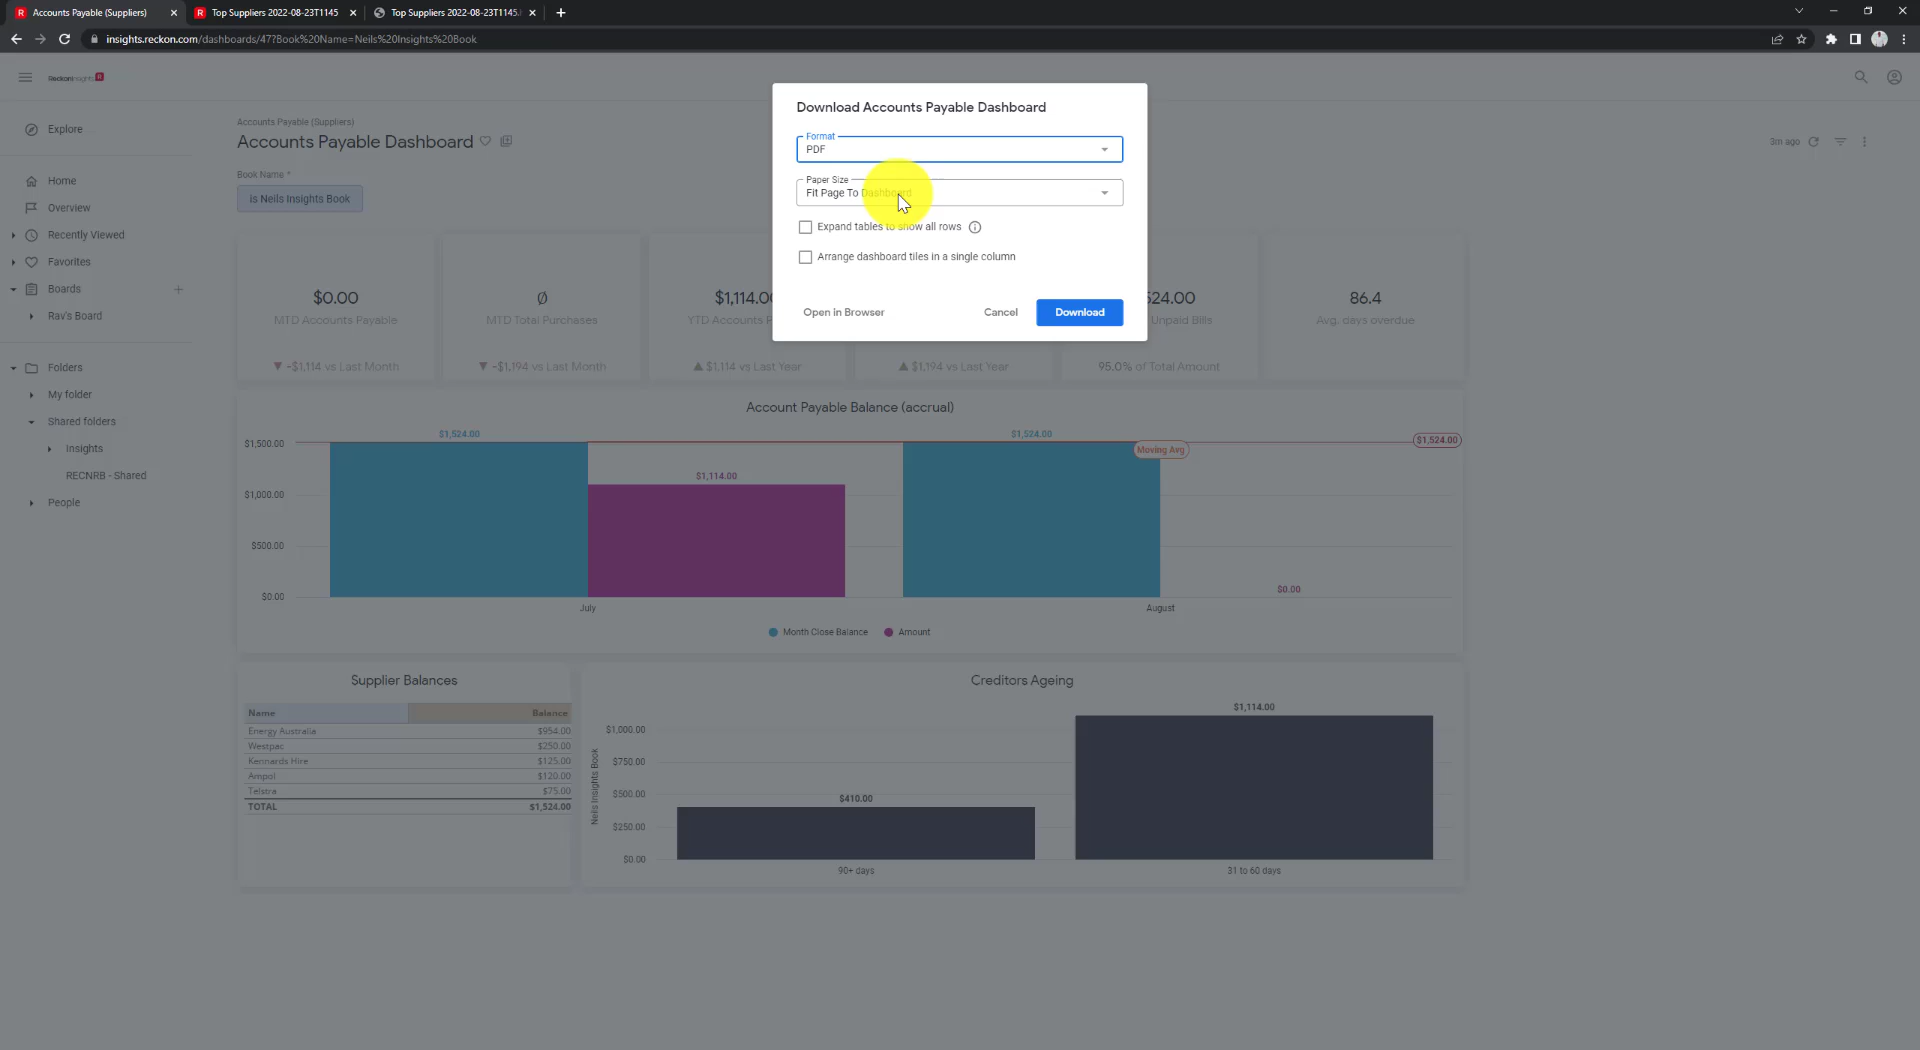 Accounts Payable (Suppliers)
Top Suppliers 2022-08-23T1145
Top Suppliers 2022-08-23T1145.
insights.reckon.com/dashboards/47?Book%20Name=Neils%20Insights%20Book
ReckonInsights R
Explore
Home
Overview
Recently Viewed
Favorites
Boards
Rav's Board
Folders
My folder
Shared folders
Insights
RECNRB - Shared
People
Accounts Payable (Suppliers)
Accounts Payable Dashboard
3m ago
Book Name *
is Neils Insights Book
Download Accounts Payable Dashboard
Format
PDF
Paper Size
Fit Page To Dashboard
Expand tables to show all rows
Arrange dashboard tiles in a single column
Open in Browser
Cancel
Download
$0.00
MTD Accounts Payable
▼ -$1,114 vs Last Month
Ø
MTD Total Purchases
▼ -$1,194 vs Last Month
$1,114.00
YTD Accounts P
▲ $1,114 vs Last Year
▲ $1,194 vs Last Year
524.00
Unpaid Bills
95.0% of Total Amount
86.4
Avg. days overdue
Account Payable Balance (accrual)
$1,500.00
$1,000.00
$500.00
$0.00
$1,524.00
$1,114.00
$1,524.00
Moving Avg
$1,524.00
$0.00
July
August
Month Close Balance
Amount
Supplier Balances
Name Balance
Energy Australia $954.00
Westpac $250.00
Kennards Hire $125.00
Ampol $120.00
Telstra $75.00
TOTAL $1,524.00
Creditors Ageing
Neils Insights Book
$1,000.00
$750.00
$500.00
$250.00
$0.00
$410.00
$1,114.00
90+ days
31 to 60 days